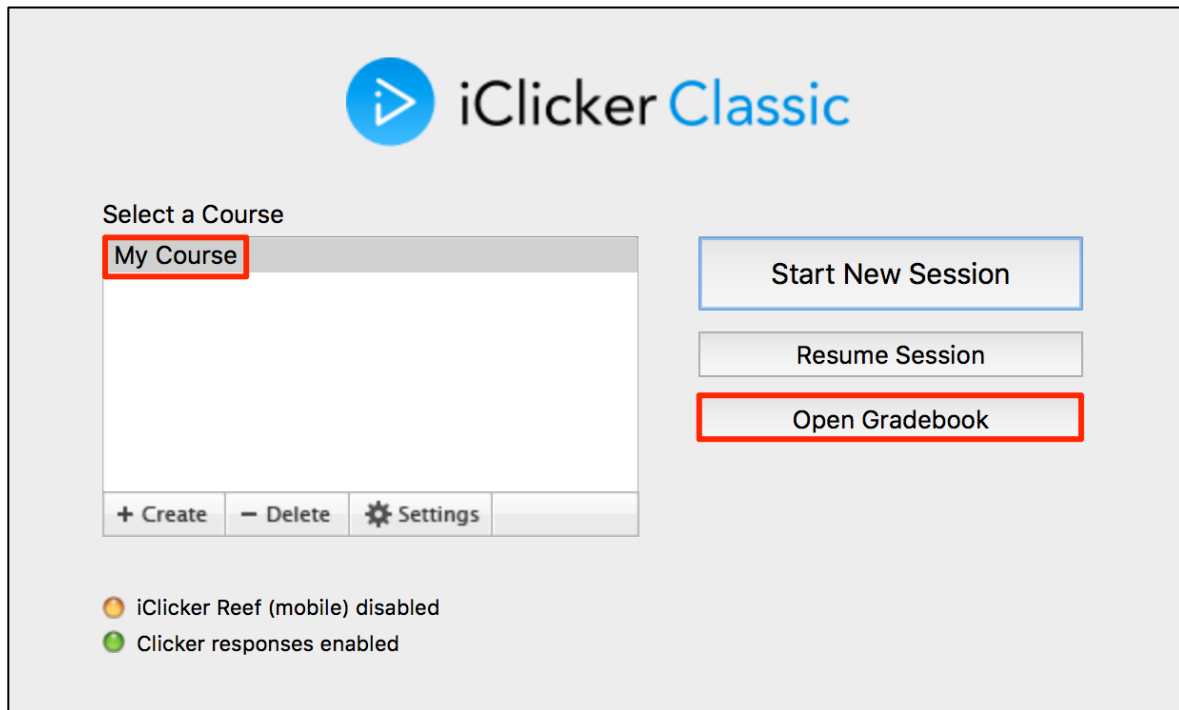 iClicker Classic
Select a Course
My Course
Start New Session
Resume Session
Open Gradebook
+ Create
− Delete
Settings
iClicker Reef (mobile) disabled
Clicker responses enabled